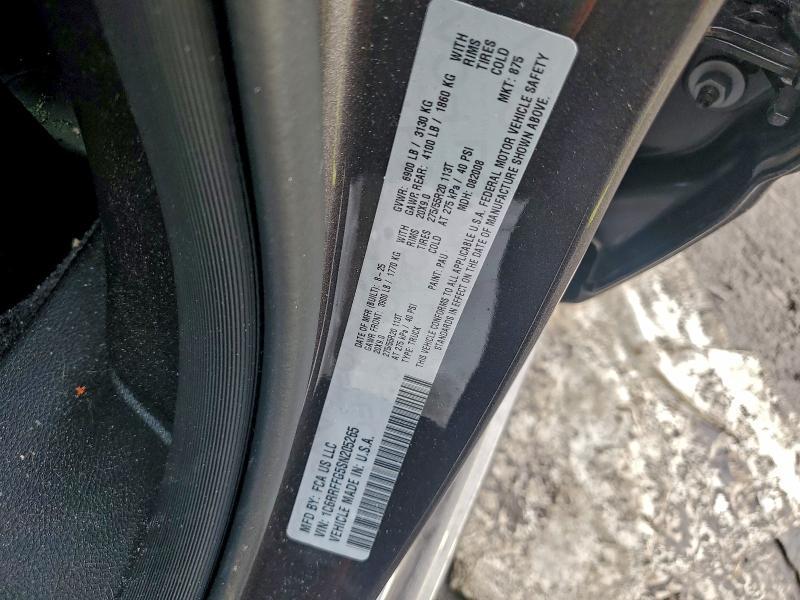 MFD BY: FCA US LLC
DATE OF MFR (BUILT): 8-25
GVWR: 6900 LB / 3130 KG
GAWR FRONT: 3900 LB / 1770 KG WITH
20X9.0 RIMS
275/55R20 113T TIRES
AT 275 kPa / 40 PSI COLD
GAWR REAR: 4100 LB / 1860 KG WITH
20X9.0 RIMS
275/55R20 113T TIRES
AT 275 kPa / 40 PSI COLD
VIN: 1C6RRFFG5SN205265
TYPE: TRUCK
PAINT: PAU
MDH: 082008
MKT: 875
VEHICLE MADE IN: U.S.A.
THIS VEHICLE CONFORMS TO ALL APPLICABLE U.S.A. FEDERAL MOTOR VEHICLE SAFETY
STANDARDS IN EFFECT ON THE DATE OF MANUFACTURE SHOWN ABOVE.